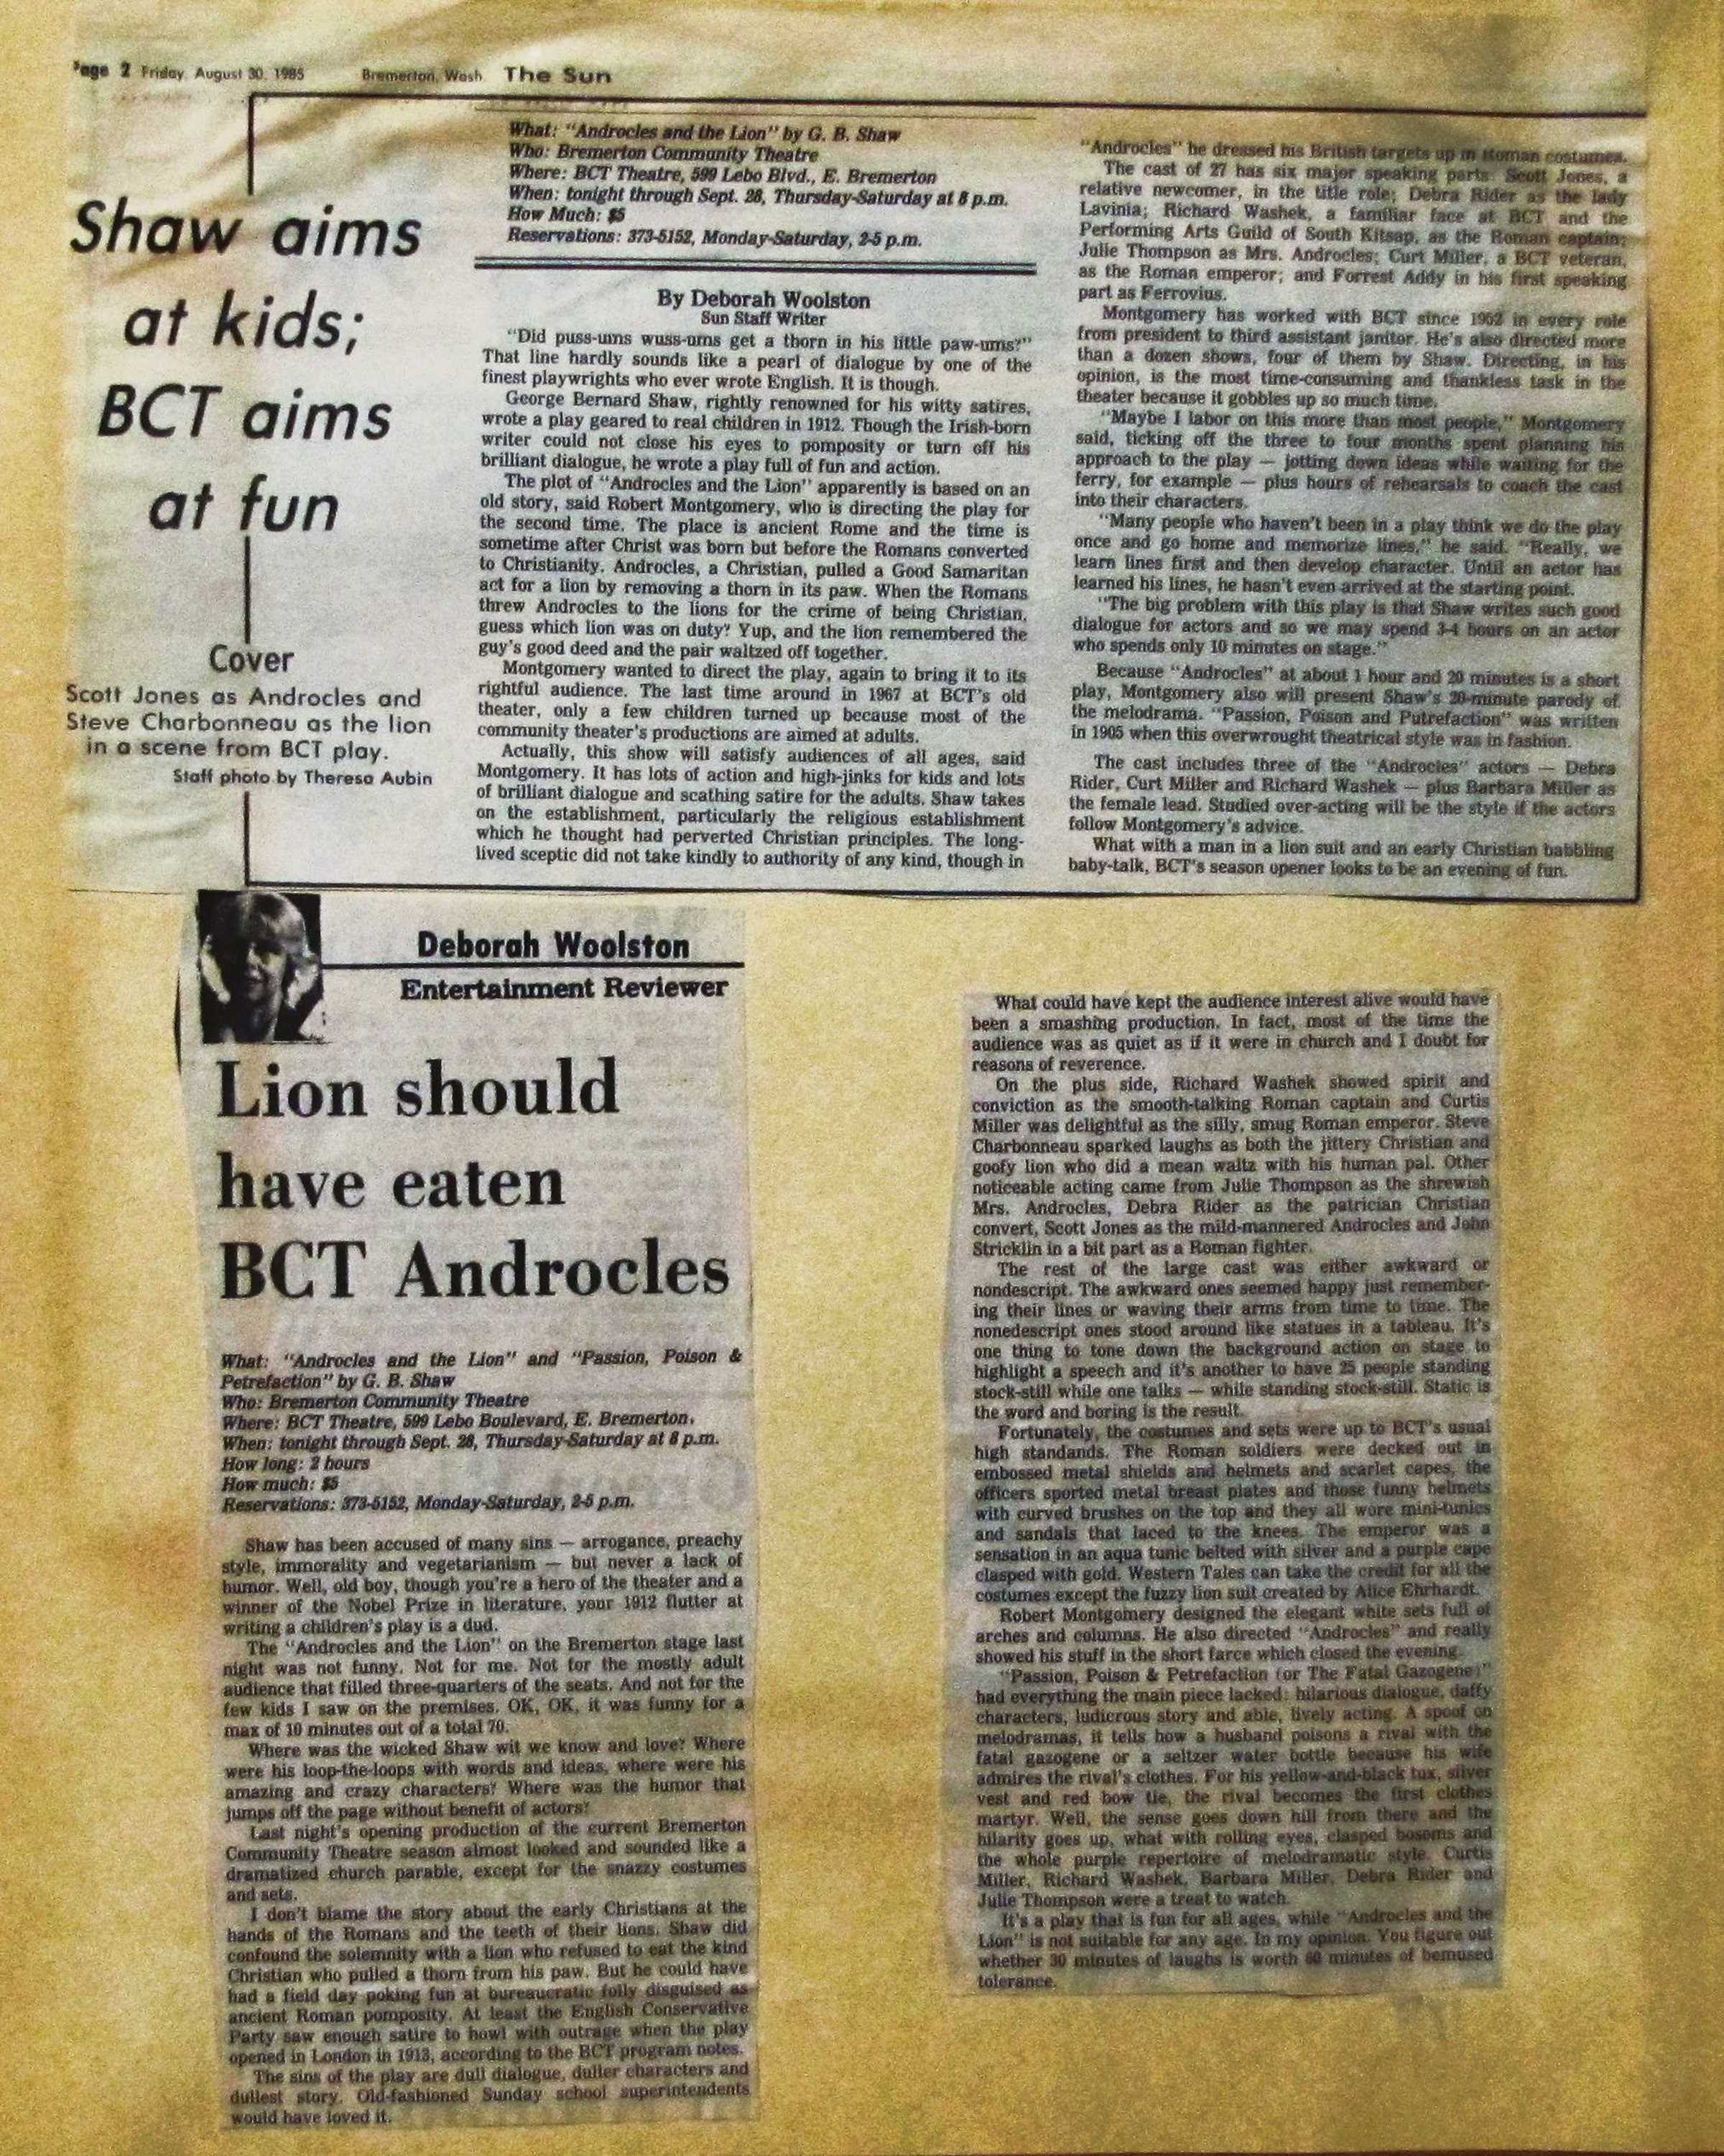 Page 2 Friday, August 30, 1985 Bremerton, Wash. The Sun
Shaw aims
at kids;
BCT aims
at fun
Cover
Scott Jones as Androcles and
Steve Charbonneau as the lion
in a scene from BCT play.
Staff photo by Theresa Aubin
What: "Androcles and the Lion" by G. B. Shaw
Who: Bremerton Community Theatre
Where: BCT Theatre, 599 Lebo Blvd., E. Bremerton
When: tonight through Sept. 28, Thursday-Saturday at 8 p.m.
How Much: $5
Reservations: 373-5152, Monday-Saturday, 2-5 p.m.
By Deborah Woolston
Sun Staff Writer
"Did puss-ums wuss-ums get a thorn in his little paw-ums?"
That line hardly sounds like a pearl of dialogue by one of the
finest playwrights who ever wrote English. It is though.
George Bernard Shaw, rightly renowned for his witty satires,
wrote a play geared to real children in 1912. Though the Irish-born
writer could not close his eyes to pomposity or turn off his
brilliant dialogue, he wrote a play full of fun and action.
The plot of "Androcles and the Lion" apparently is based on an
old story, said Robert Montgomery, who is directing the play for
the second time. The place is ancient Rome and the time is
sometime after Christ was born but before the Romans converted
to Christianity. Androcles, a Christian, pulled a Good Samaritan
act for a lion by removing a thorn in its paw. When the Romans
threw Androcles to the lions for the crime of being Christian,
guess which lion was on duty? Yup, and the lion remembered the
guy's good deed and the pair waltzed off together.
Montgomery wanted to direct the play, again to bring it to its
rightful audience. The last time around in 1967 at BCT's old
theater, only a few children turned up because most of the
community theater's productions are aimed at adults.
Actually, this show will satisfy audiences of all ages, said
Montgomery. It has lots of action and high-jinks for kids and lots
of brilliant dialogue and scathing satire for the adults. Shaw takes
on the establishment, particularly the religious establishment
which he thought had perverted Christian principles. The long-
lived sceptic did not take kindly to authority of any kind, though in
"Androcles" he dressed his British targets up in Roman costumes.
The cast of 27 has six major speaking parts: Scott Jones, a
relative newcomer, in the title role; Debra Rider as the lady
Lavinia; Richard Washek, a familiar face at BCT and the
Performing Arts Guild of South Kitsap, as the Roman captain;
Julie Thompson as Mrs. Androcles; Curt Miller, a BCT veteran,
as the Roman emperor; and Forrest Addy in his first speaking
part as Ferrovius.
Montgomery has worked with BCT since 1952 in every role
from president to third assistant janitor. He's also directed more
than a dozen shows, four of them by Shaw. Directing, in his
opinion, is the most time-consuming and thankless task in the
theater because it gobbles up so much time.
"Maybe I labor on this more than most people," Montgomery
said, ticking off the three to four months spent planning his
approach to the play — jotting down ideas while waiting for the
ferry, for example — plus hours of rehearsals to coach the cast
into their characters.
"Many people who haven't been in a play think we do the play
once and go home and memorize lines," he said. "Really, we
learn lines first and then develop character. Until an actor has
learned his lines, he hasn't even arrived at the starting point.
"The big problem with this play is that Shaw writes such good
dialogue for actors and so we may spend 3-4 hours on an actor
who spends only 10 minutes on stage."
Because "Androcles" at about 1 hour and 20 minutes is a short
play, Montgomery also will present Shaw's 20-minute parody of
the melodrama. "Passion, Poison and Putrefaction" was written
in 1905 when this overwrought theatrical style was in fashion.
The cast includes three of the "Androcles" actors — Debra
Rider, Curt Miller and Richard Washek — plus Barbara Miller as
the female lead. Studied over-acting will be the style if the actors
follow Montgomery's advice.
What with a man in a lion suit and an early Christian babbling
baby-talk, BCT's season opener looks to be an evening of fun.
Deborah Woolston
Entertainment Reviewer
Lion should
have eaten
BCT Androcles
What: "Androcles and the Lion" and "Passion, Poison &
Petrefaction" by G. B. Shaw
Who: Bremerton Community Theatre
Where: BCT Theatre, 599 Lebo Boulevard, E. Bremerton.
When: tonight through Sept. 28, Thursday-Saturday at 8 p.m.
How long: 2 hours
How much: $5
Reservations: 373-5152, Monday-Saturday, 2-5 p.m.
Shaw has been accused of many sins — arrogance, preachy
style, immorality and vegetarianism — but never a lack of
humor. Well, old boy, though you're a hero of the theater and a
winner of the Nobel Prize in literature, your 1912 flutter at
writing a children's play is a dud.
The "Androcles and the Lion" on the Bremerton stage last
night was not funny. Not for me. Not for the mostly adult
audience that filled three-quarters of the seats. And not for the
few kids I saw on the premises. OK, OK, it was funny for a
max of 10 minutes out of a total 70.
Where was the wicked Shaw wit we know and love? Where
were his loop-the-loops with words and ideas, where were his
amazing and crazy characters? Where was the humor that
jumps off the page without benefit of actors?
Last night's opening production of the current Bremerton
Community Theatre season almost looked and sounded like a
dramatized church parable, except for the snazzy costumes
and sets.
I don't blame the story about the early Christians at the
hands of the Romans and the teeth of their lions. Shaw did
confound the solemnity with a lion who refused to eat the kind
Christian who pulled a thorn from his paw. But he could have
had a field day poking fun at bureaucratic folly disguised as
ancient Roman pomposity. At least the English Conservative
Party saw enough satire to howl with outrage when the play
opened in London in 1913, according to the BCT program notes.
The sins of the play are dull dialogue, duller characters and
dullest story. Old-fashioned Sunday school superintendents
would have loved it.
What could have kept the audience interest alive would have
been a smashing production. In fact, most of the time the
audience was as quiet as if it were in church and I doubt for
reasons of reverence.
On the plus side, Richard Washek showed spirit and
conviction as the smooth-talking Roman captain and Curtis
Miller was delightful as the silly, smug Roman emperor. Steve
Charbonneau sparked laughs as both the jittery Christian and
goofy lion who did a mean waltz with his human pal. Other
noticeable acting came from Julie Thompson as the shrewish
Mrs. Androcles, Debra Rider as the patrician Christian
convert, Scott Jones as the mild-mannered Androcles and John
Stricklin in a bit part as a Roman fighter.
The rest of the large cast was either awkward or
nondescript. The awkward ones seemed happy just remember-
ing their lines or waving their arms from time to time. The
nonedescript ones stood around like statues in a tableau. It's
one thing to tone down the background action on stage to
highlight a speech and it's another to have 25 people standing
stock-still while one talks — while standing stock-still. Static is
the word and boring is the result.
Fortunately, the costumes and sets were up to BCT's usual
high standands. The Roman soldiers were decked out in
embossed metal shields and helmets and scarlet capes, the
officers sported metal breast plates and those funny helmets
with curved brushes on the top and they all wore mini-tunics
and sandals that laced to the knees. The emperor was a
sensation in an aqua tunic belted with silver and a purple cape
clasped with gold. Western Tales can take the credit for all the
costumes except the fuzzy lion suit created by Alice Ehrhardt.
Robert Montgomery designed the elegant white sets full of
arches and columns. He also directed "Androcles" and really
showed his stuff in the short farce which closed the evening.
"Passion, Poison & Petrefaction (or The Fatal Gazogene)"
had everything the main piece lacked: hilarious dialogue, daffy
characters, ludicrous story and able, lively acting. A spoof on
melodramas, it tells how a husband poisons a rival with the
fatal gazogene or a seltzer water bottle because his wife
admires the rival's clothes. For his yellow-and-black tux, silver
vest and red bow tie, the rival becomes the first clothes
martyr. Well, the sense goes down hill from there and the
hilarity goes up, what with rolling eyes, clasped bosoms and
the whole purple repertoire of melodramatic style. Curtis
Miller, Richard Washek, Barbara Miller, Debra Rider and
Julie Thompson were a treat to watch.
It's a play that is fun for all ages, while "Androcles and the
Lion" is not suitable for any age. In my opinion. You figure out
whether 30 minutes of laughs is worth 60 minutes of bemused
tolerance.